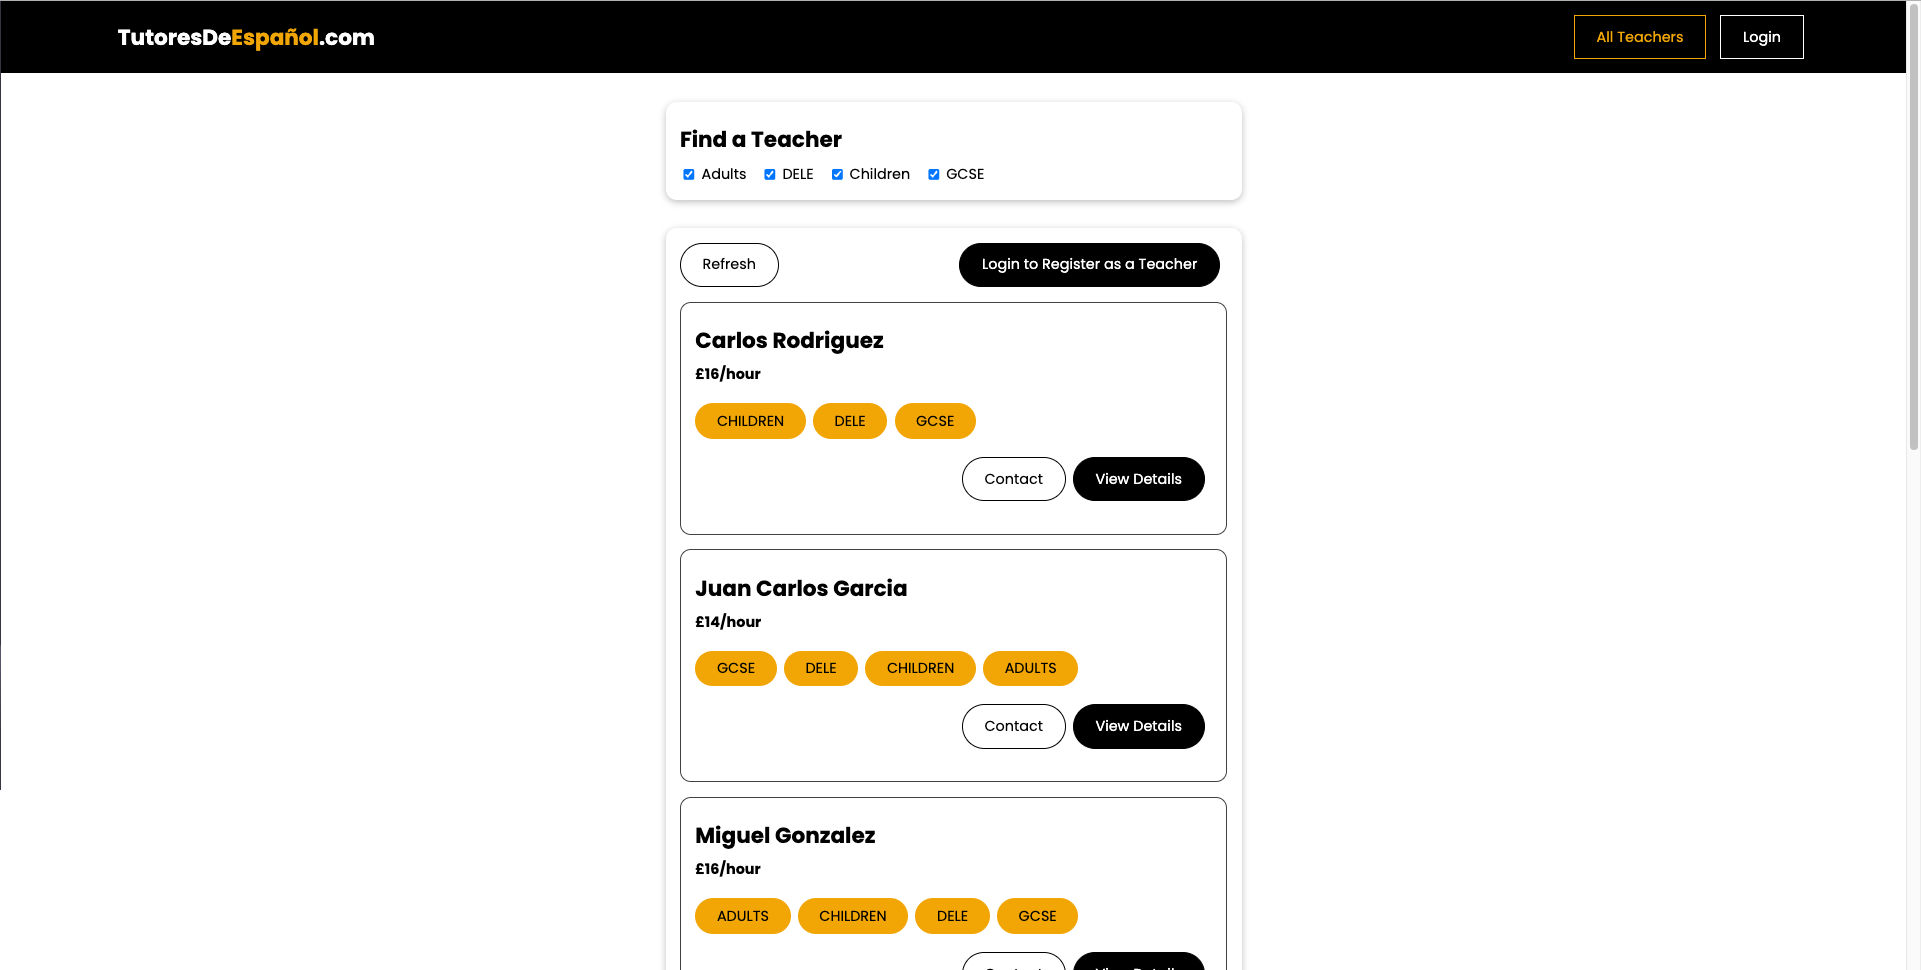 TutoresDeEspañol.com
All Teachers
Login
Find a Teacher
Adults DELE Children GCSE
Refresh
Login to Register as a Teacher
Carlos Rodriguez
£16/hour
CHILDREN DELE GCSE
Contact View Details
Juan Carlos Garcia
£14/hour
GCSE DELE CHILDREN ADULTS
Contact View Details
Miguel Gonzalez
£16/hour
ADULTS CHILDREN DELE GCSE